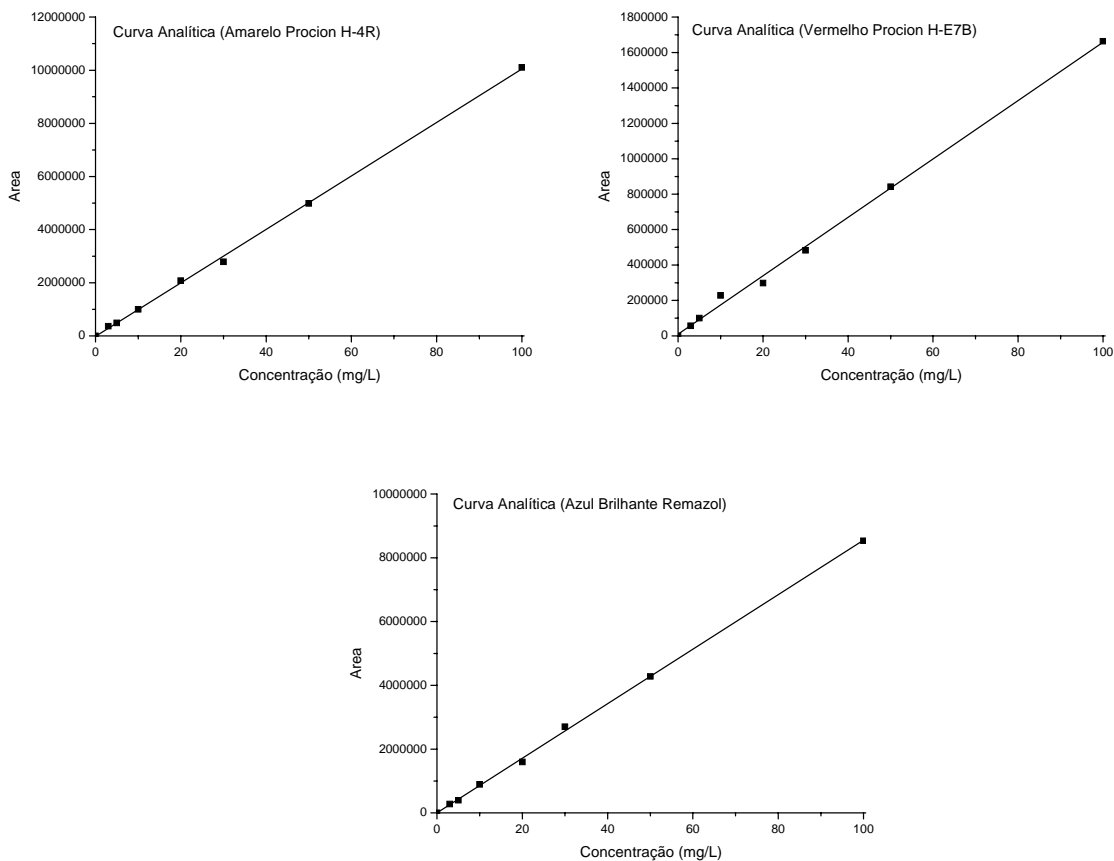 Curva Analítica (Amarelo Procion H-4R)
12000000
10000000
8000000
6000000
4000000
2000000
0
Area
0 20 40 60 80 100
Concentração (mg/L)
Curva Analítica (Vermelho Procion H-E7B)
1800000
1600000
1400000
1200000
1000000
800000
600000
400000
200000
0
Area
0 20 40 60 80 100
Concentração (mg/L)
Curva Analítica (Azul Brilhante Remazol)
10000000
8000000
6000000
4000000
2000000
0
Area
0 20 40 60 80 100
Concentração (mg/L)